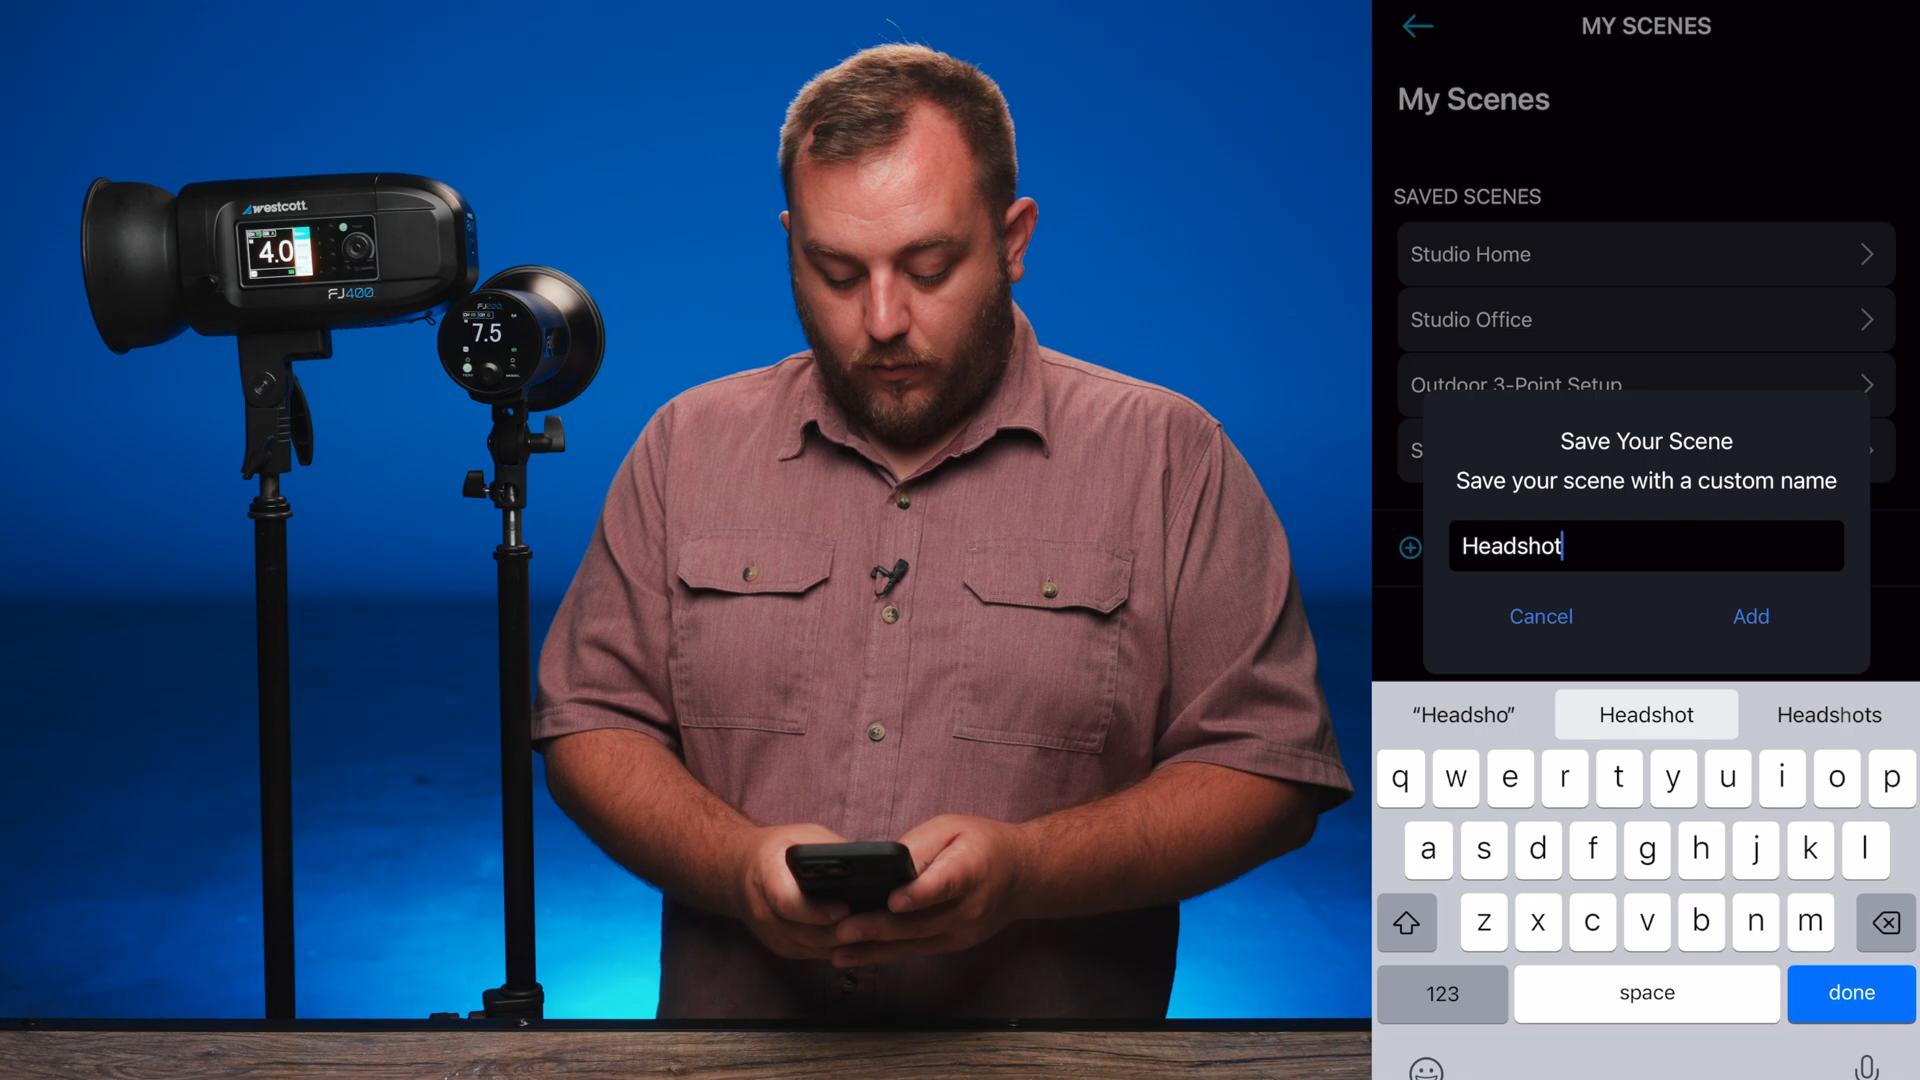 Westcott
4.0
FJ400
FJ200
7.5
MY SCENES
My Scenes
SAVED SCENES
Studio Home
Studio Office
Outdoor 3-Point Setup
S
Save Your Scene
Save your scene with a custom name
Headshot
Cancel
Add
“Headsho”
Headshot
Headshots
q w e r t y u i o p
a s d f g h j k l
z x c v b n m
123
space
done